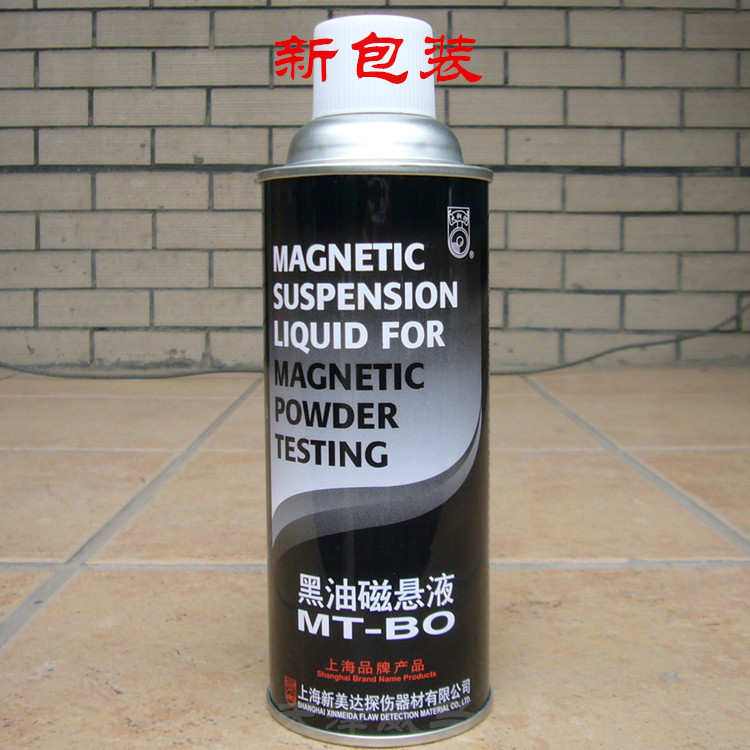 新包装
®
MAGNETIC
SUSPENSION
LIQUID FOR
MAGNETIC
POWDER
TESTING
黑油磁悬液
MT-BO
上海品牌产品
Shanghai Brand Name Products
上海新美达探伤器材有限公司
SHANGHAI XINMEIDA FLAW DETECTION MATERIAL CO., LTD.